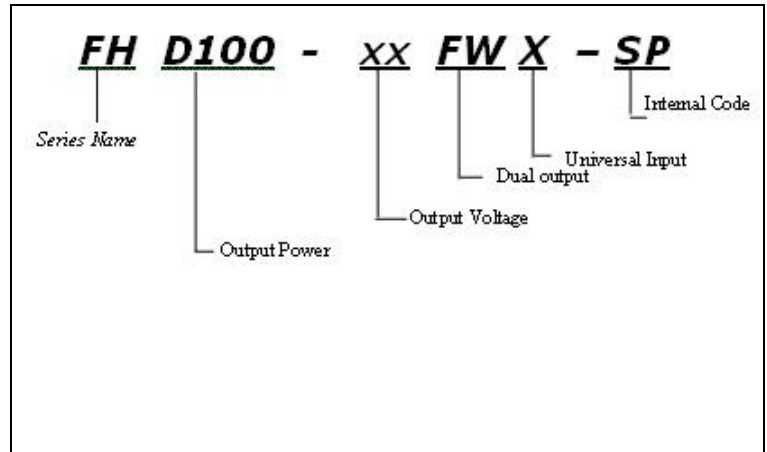 FH D100 - xx FW X – SP
Internal Code
Series Name
Universal Input
Dual output
Output Voltage
Output Power